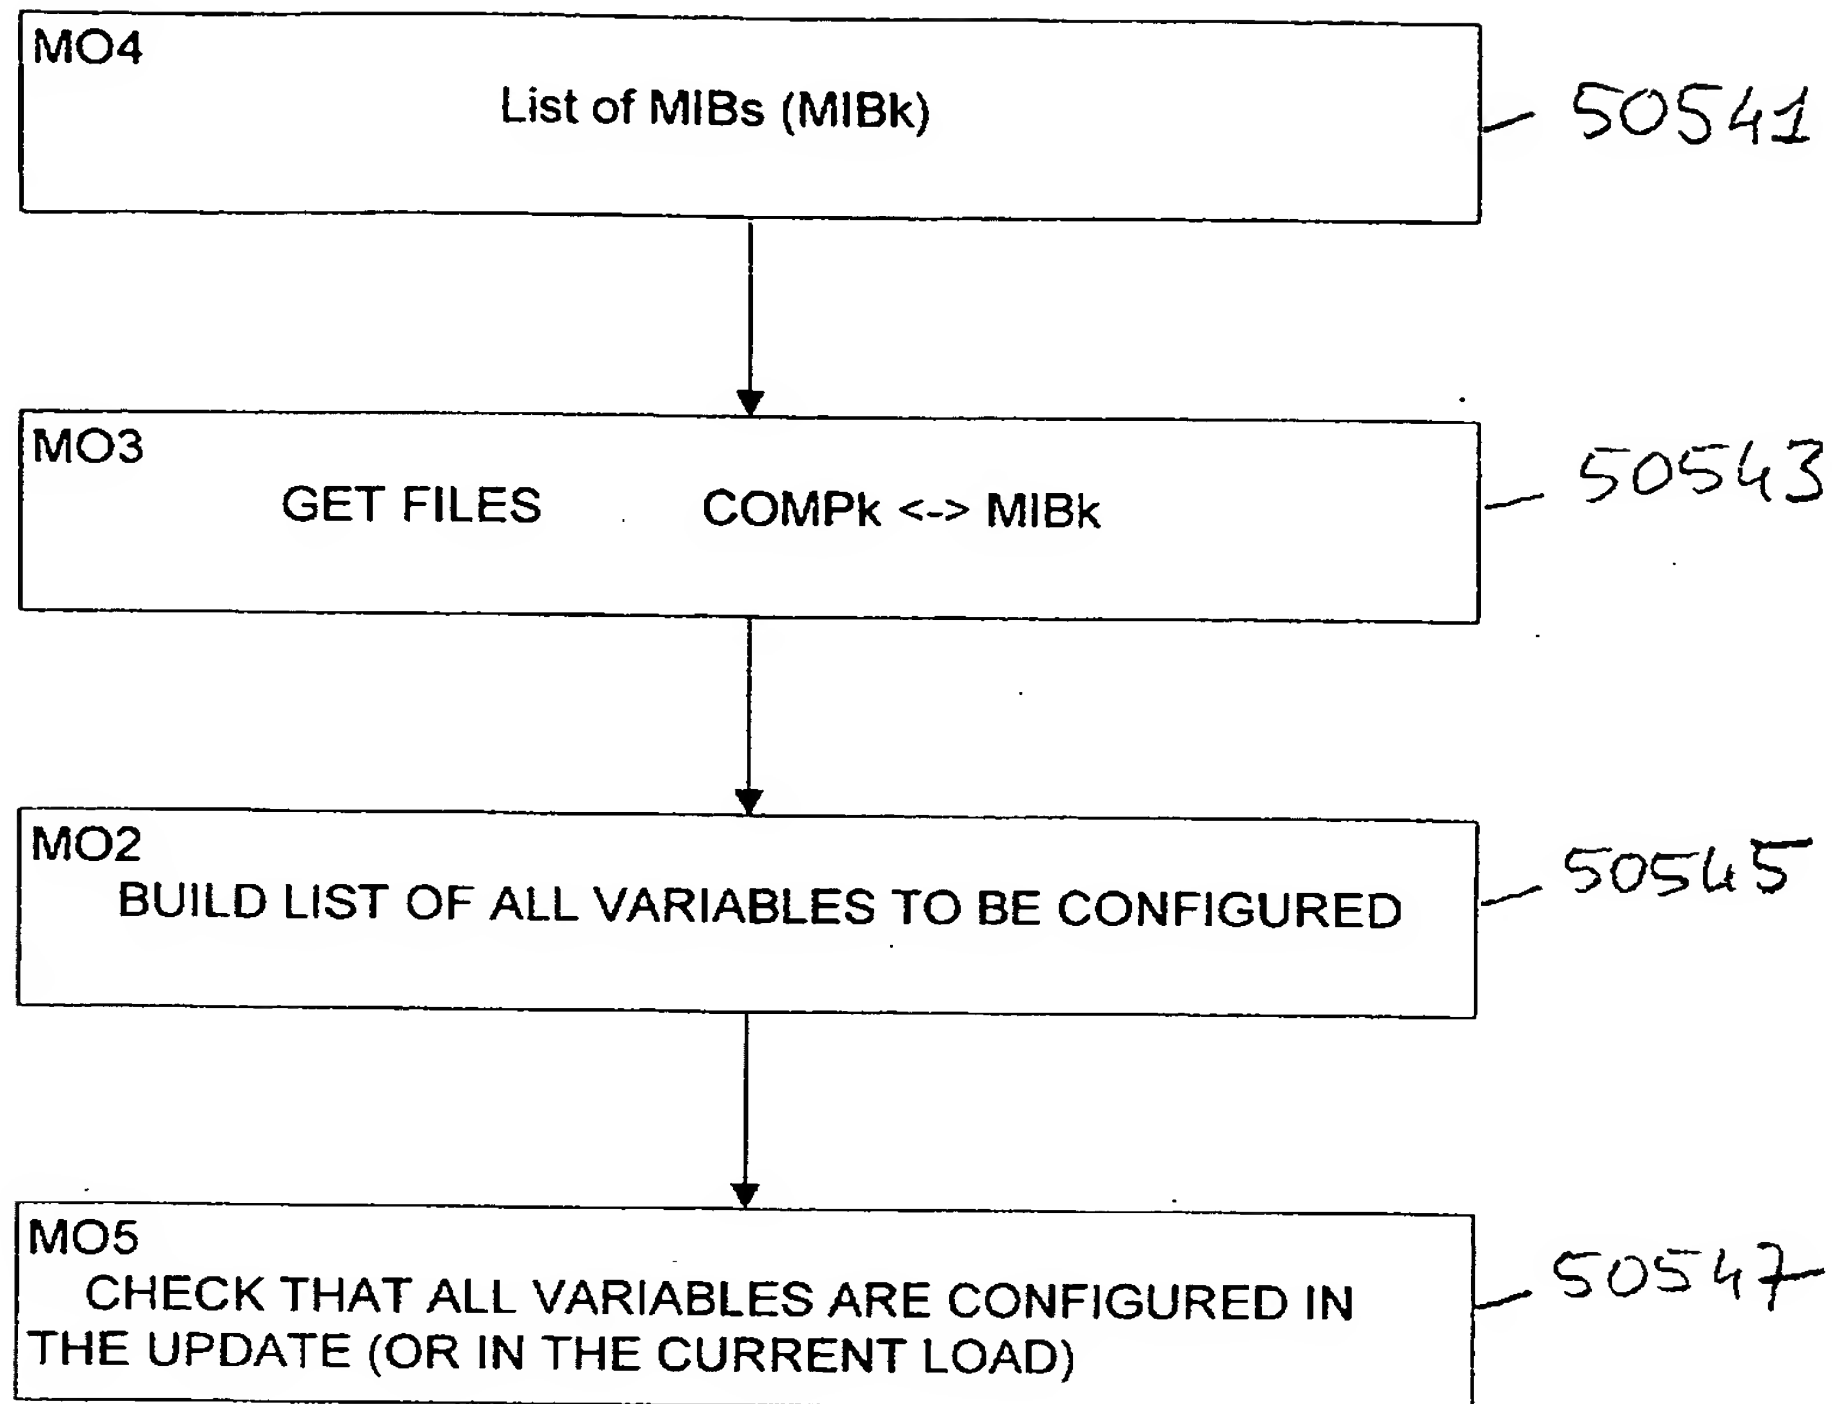 MO4
List of MIBs (MIBk)
50541
MO3
GET FILES COMPk <-> MIBk
50543
MO2
BUILD LIST OF ALL VARIABLES TO BE CONFIGURED
50545
MO5
CHECK THAT ALL VARIABLES ARE CONFIGURED IN
THE UPDATE (OR IN THE CURRENT LOAD)
50547